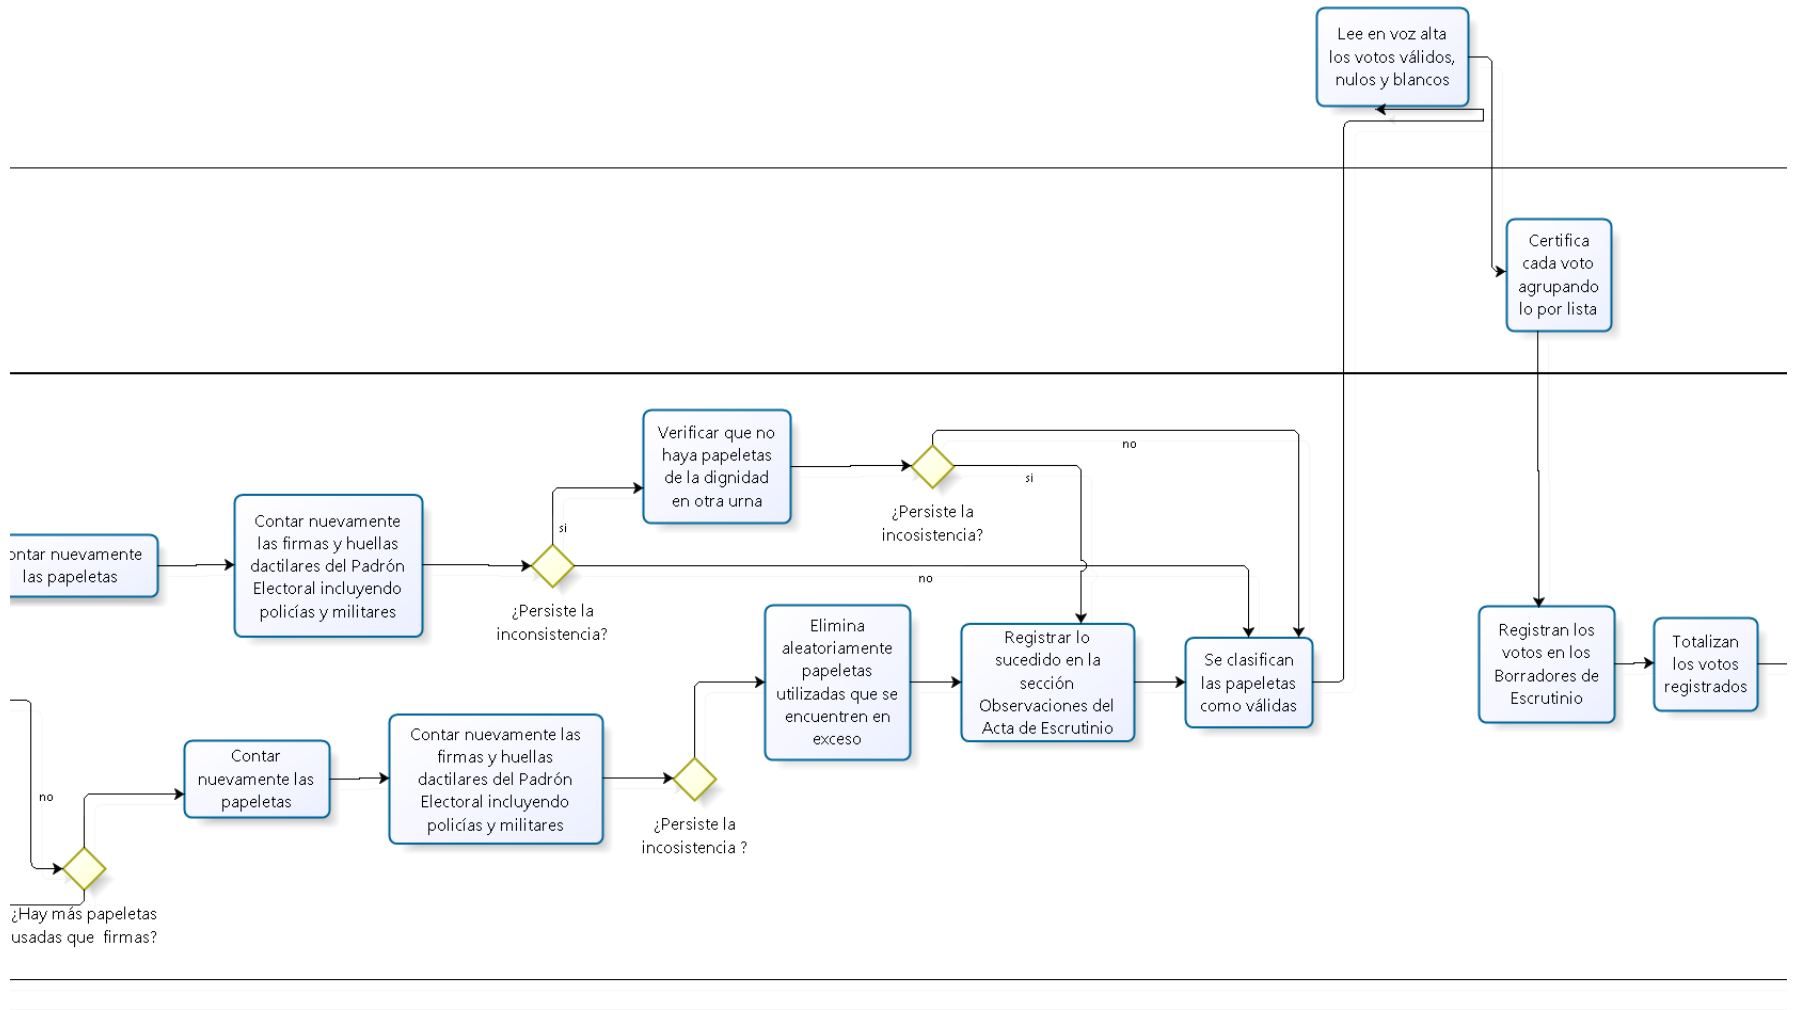 Lee en voz alta
los votos válidos,
nulos y blancos
Certifica
cada voto
agrupando
lo por lista
Verificar que no
haya papeletas
de la dignidad
en otra urna
no
si
¿Persiste la
incosistencia?
si
ontar nuevamente
las papeletas
Contar nuevamente
las firmas y huellas
dactilares del Padrón
Electoral incluyendo
policías y militares
¿Persiste la
inconsistencia?
no
Elimina
aleatoriamente
papeletas
utilizadas que se
encuentren en
exceso
Registrar lo
sucedido en la
sección
Observaciones del
Acta de Escrutinio
Se clasifican
las papeletas
como válidas
Registran los
votos en los
Borradores de
Escrutinio
Totalizan
los votos
registrados
no
Contar
nuevamente las
papeletas
Contar nuevamente las
firmas y huellas
dactilares del Padrón
Electoral incluyendo
policías y militares
¿Persiste la
incosistencia ?
¿Hay más papeletas
usadas que  firmas?